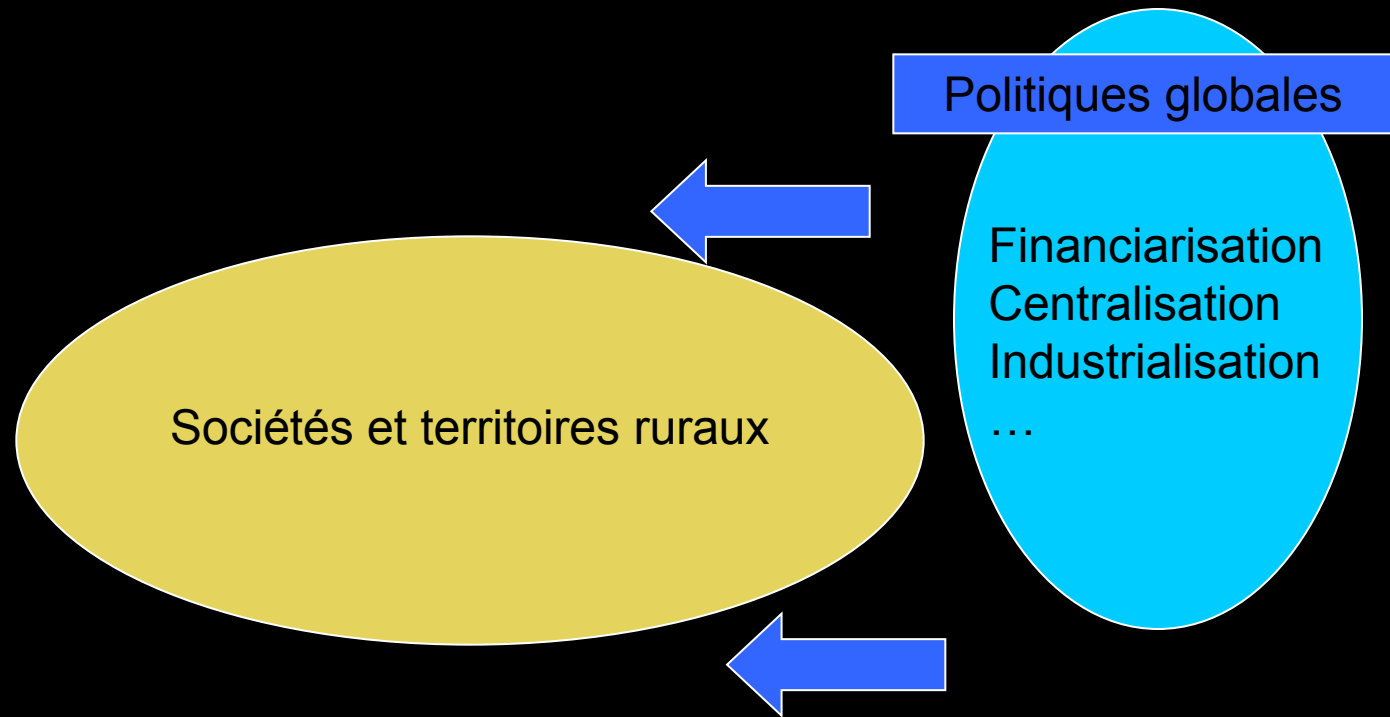 Politiques globales
Financiarisation
Centralisation
Industrialisation
…
Sociétés et territoires ruraux